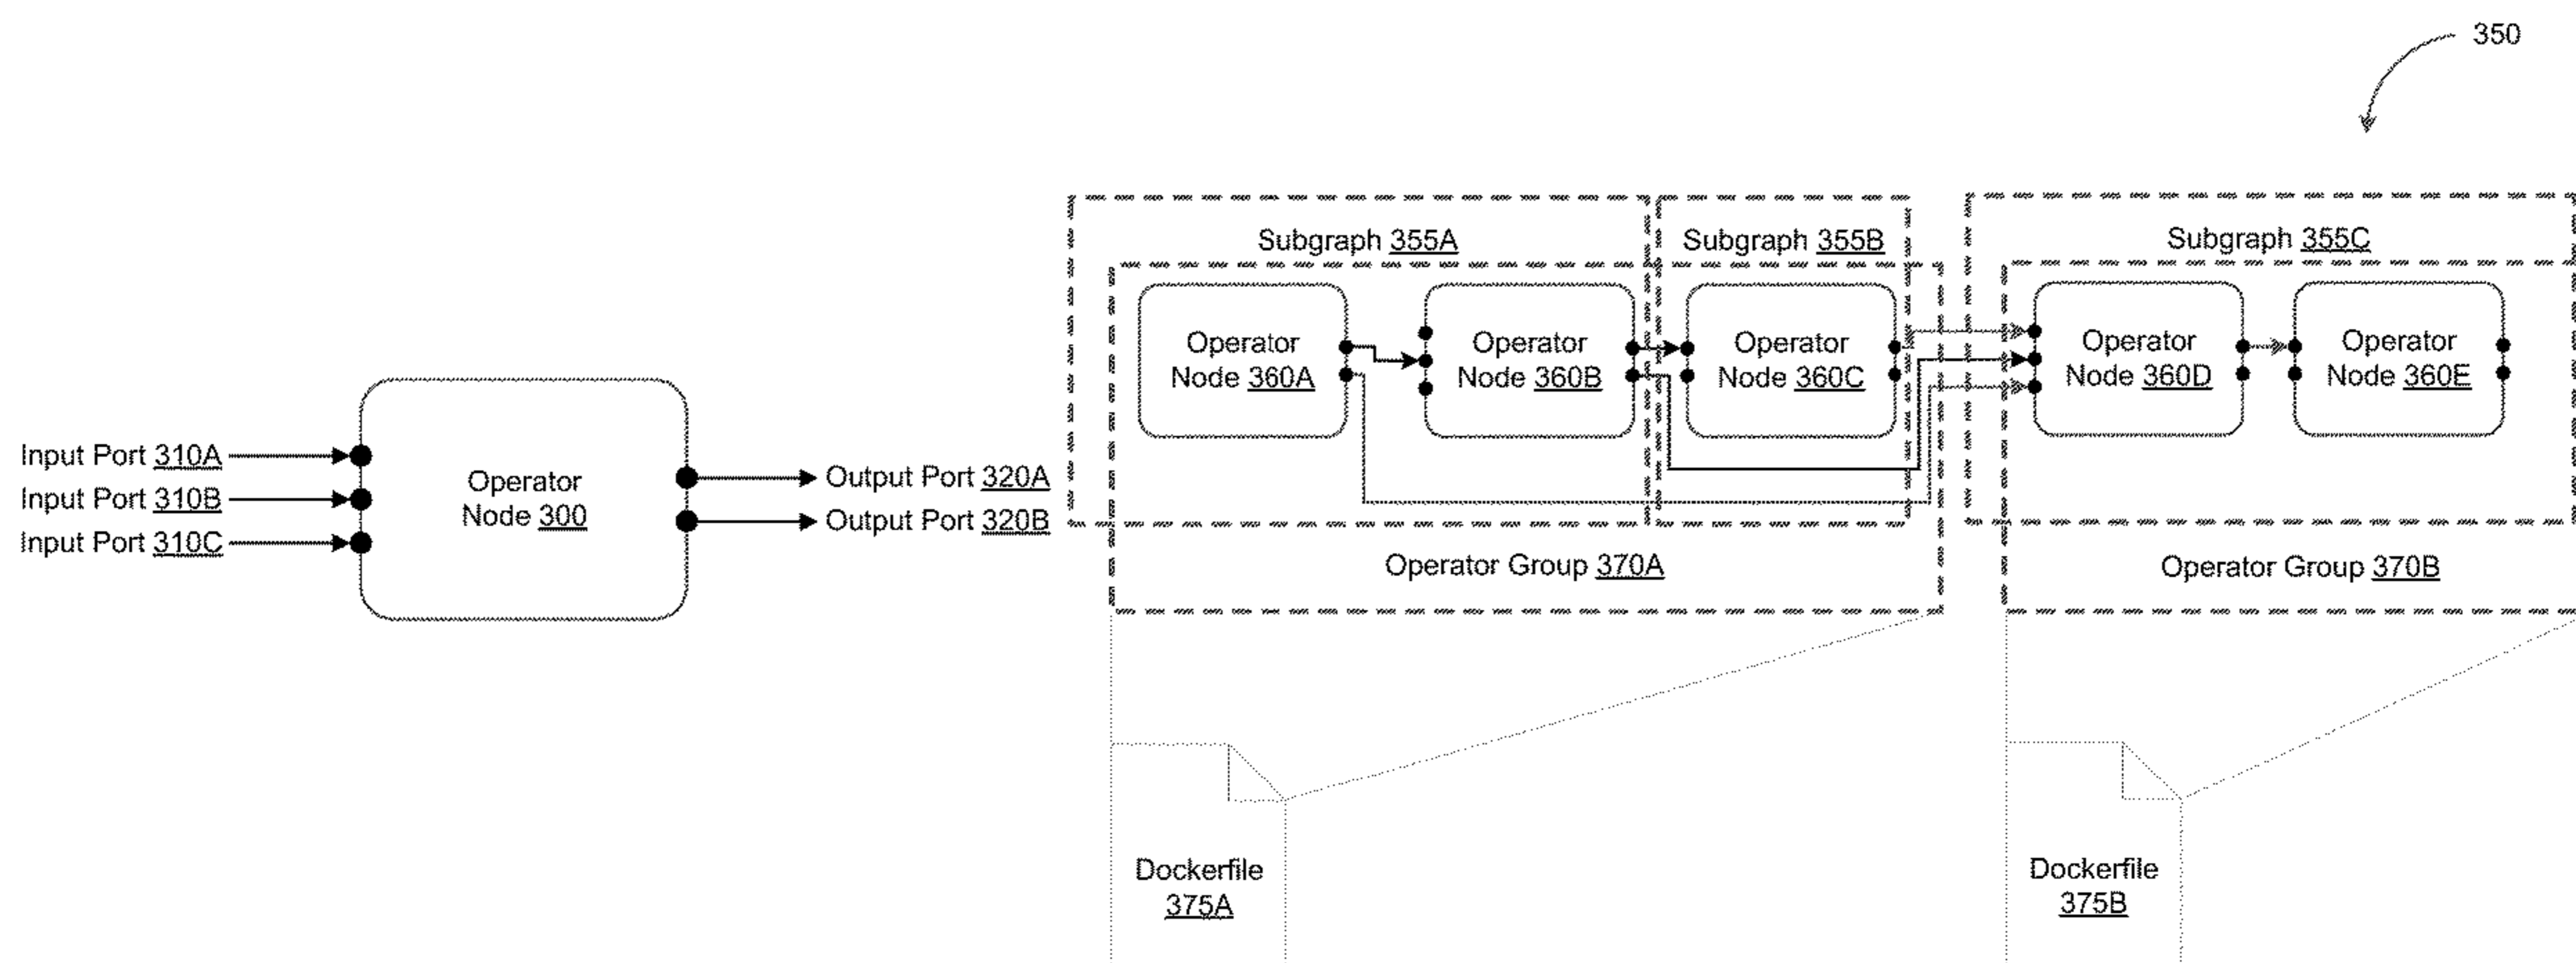 350
Input Port 310A
Input Port 310B
Input Port 310C
Operator
Node 300
Output Port 320A
Output Port 320B
Subgraph 355A
Subgraph 355B
Subgraph 355C
Operator
Node 360A
Operator
Node 360B
Operator
Node 360C
Operator
Node 360D
Operator
Node 360E
Operator Group 370A
Operator Group 370B
Dockerfile
375A
Dockerfile
375B